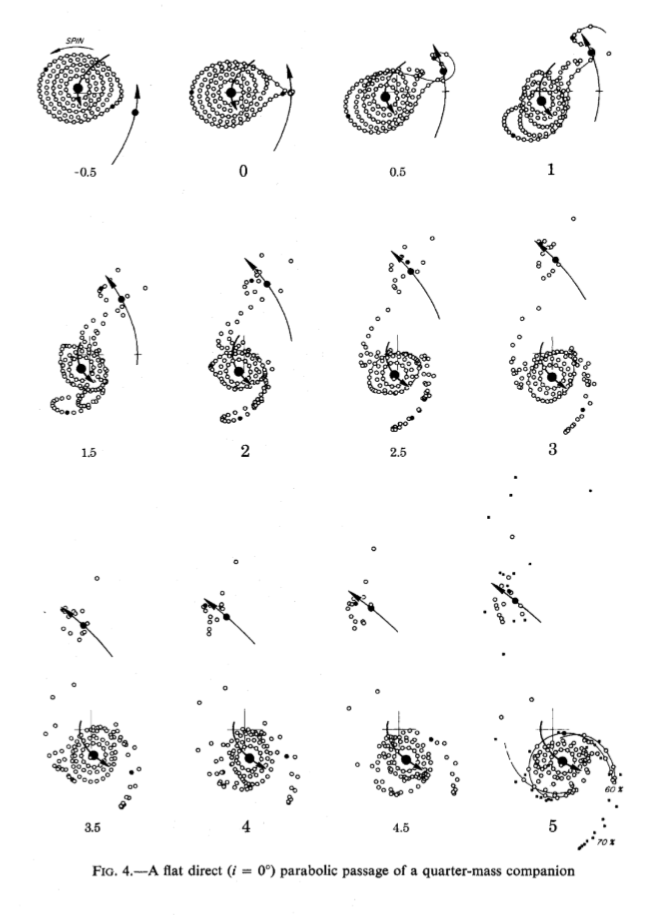 SPIN
-0.5 0 0.5 1
1.5 2 2.5 3
60 %
3.5 4 4.5 5
70 %
FIG. 4.—A flat direct (i = 0°) parabolic passage of a quarter-mass companion